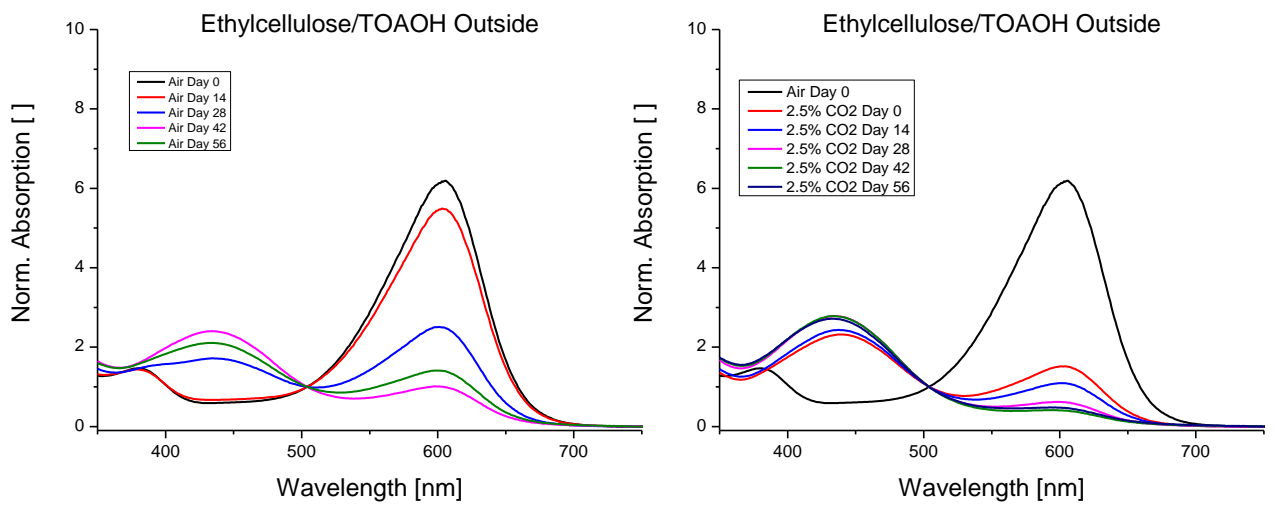 Ethylcellulose/TOAOH Outside
10
8
6
4
2
0
Norm. Absorption [ ]
Air Day 0
Air Day 14
Air Day 28
Air Day 42
Air Day 56
400 500 600 700
Wavelength [nm]
Ethylcellulose/TOAOH Outside
10
8
6
4
2
0
Norm. Absorption [ ]
Air Day 0
2.5% CO2 Day 0
2.5% CO2 Day 14
2.5% CO2 Day 28
2.5% CO2 Day 42
2.5% CO2 Day 56
400 500 600 700
Wavelength [nm]